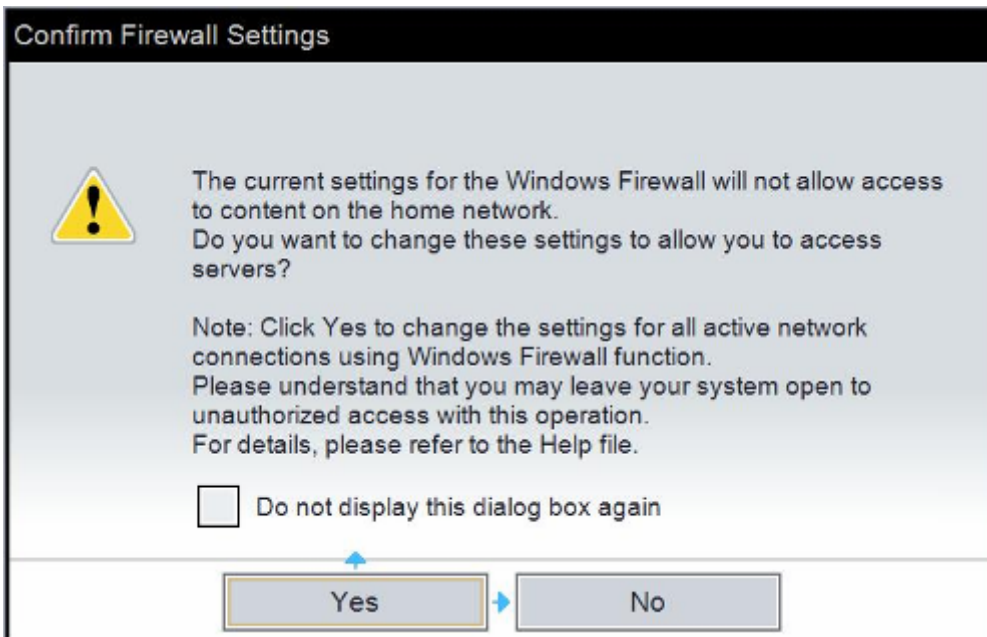 Confirm Firewall Settings
The current settings for the Windows Firewall will not allow access
to content on the home network.
Do you want to change these settings to allow you to access
servers?
Note: Click Yes to change the settings for all active network
connections using Windows Firewall function.
Please understand that you may leave your system open to
unauthorized access with this operation.
For details, please refer to the Help file.
Do not display this dialog box again
Yes
No